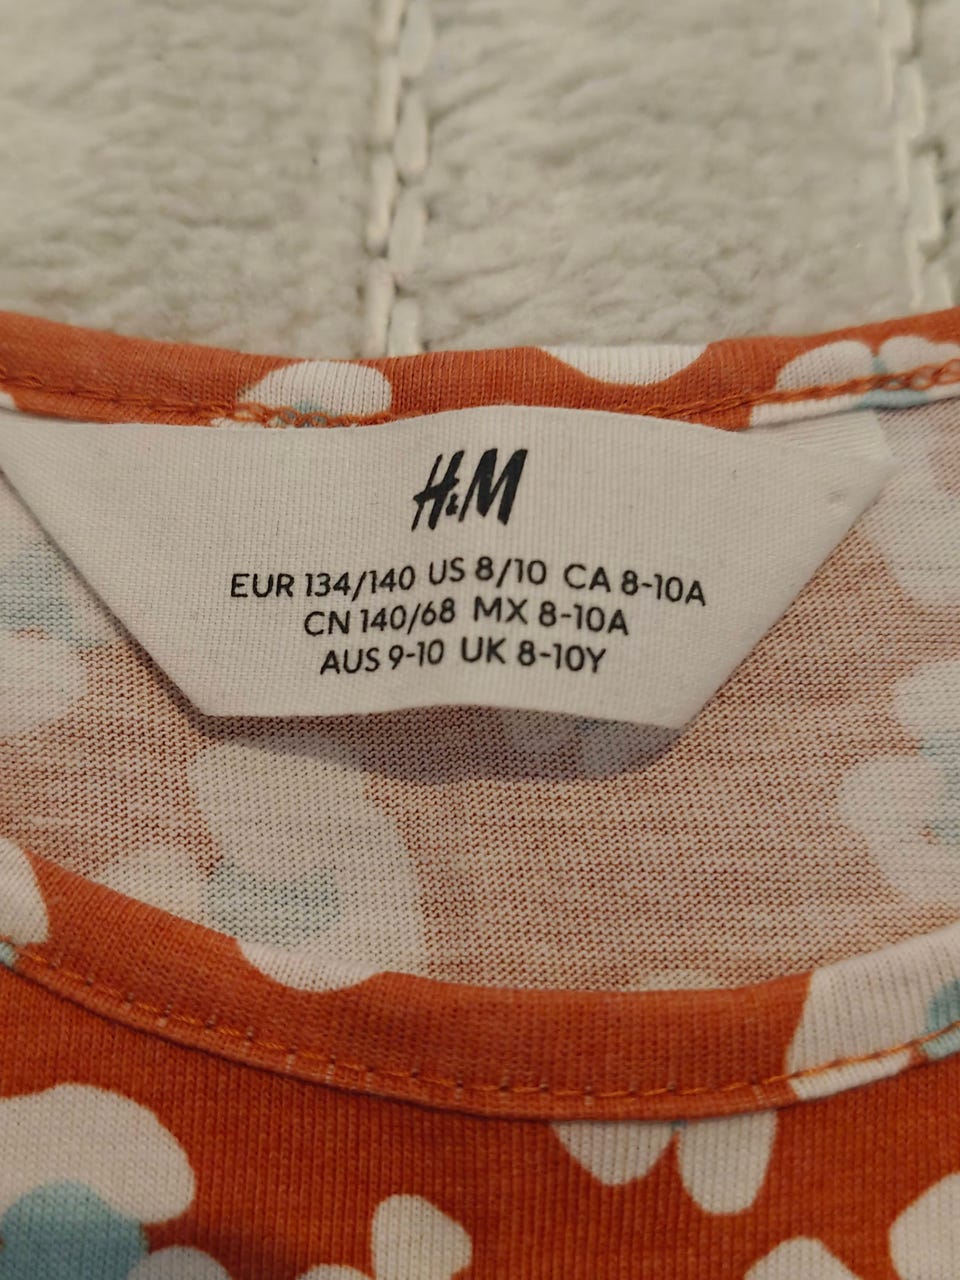 H&M
EUR 134/140 US 8/10 CA 8-10A
CN 140/68 MX 8-10A
AUS 9-10 UK 8-10Y